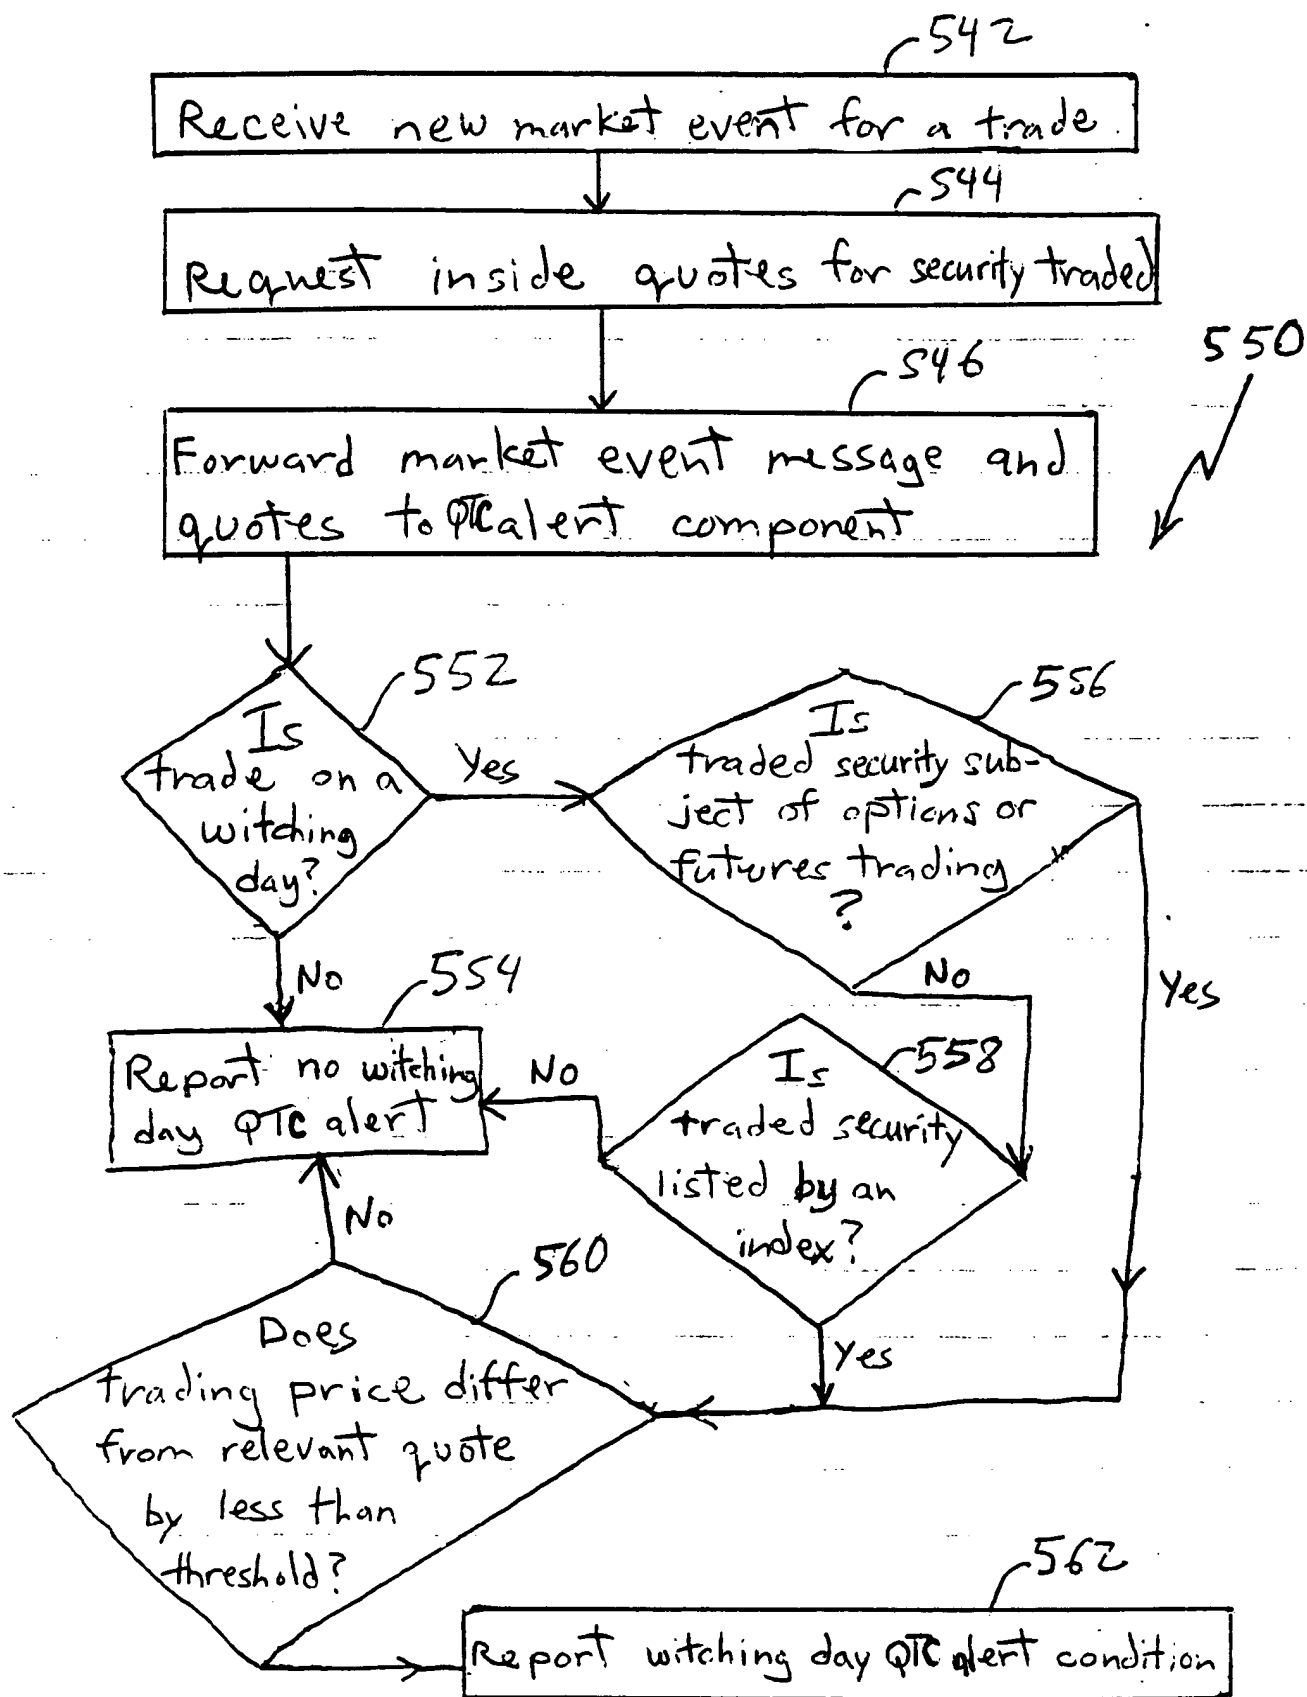 542
Receive new market event for a trade
544
Request inside quotes for security traded
550
546
Forward market event message and
quotes to QTC alert component
552
Is
trade on a
witching
day?
Yes
556
Is
traded security sub-
ject of options or
futures trading
?
No
554
No
Yes
Report no witching
day QTC alert
No
558
Is
traded security
listed by an
index?
No
560
Yes
Does
trading price differ
from relevant quote
by less than
threshold?
562
Report witching day QTC alert condition